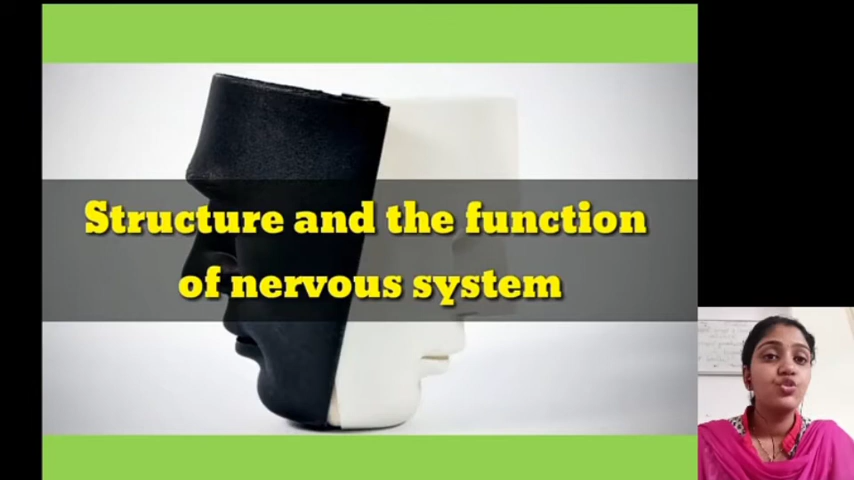 Structure and the function
of nervous system